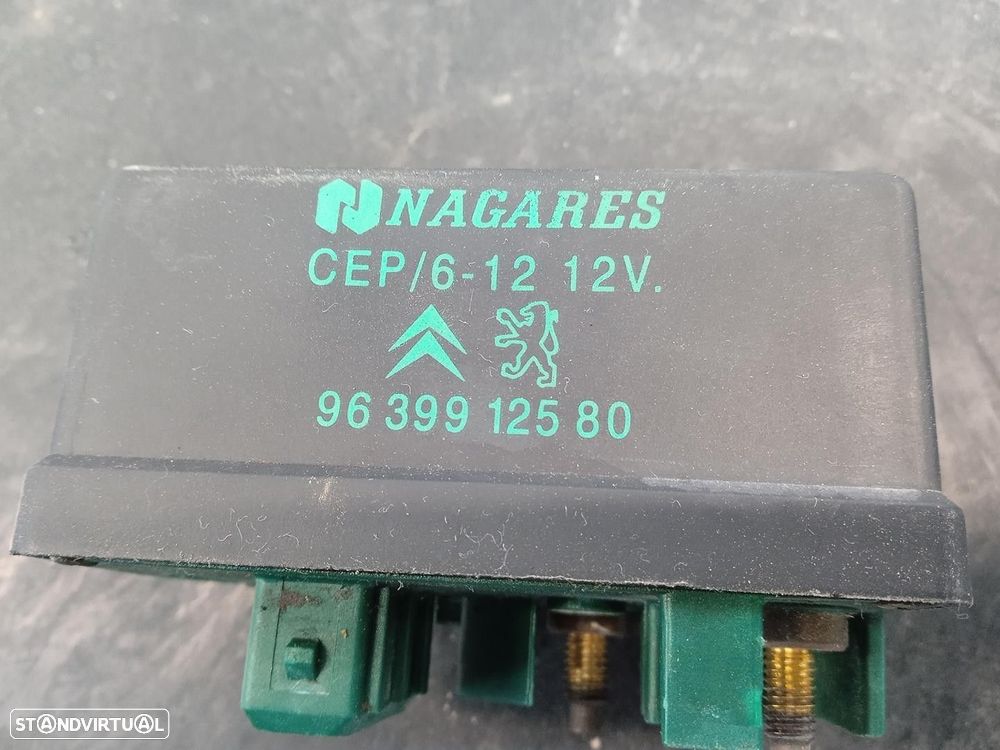 NAGARES
CEP/6-12 12V.
96 399 125 80
STANDVIRTUAL